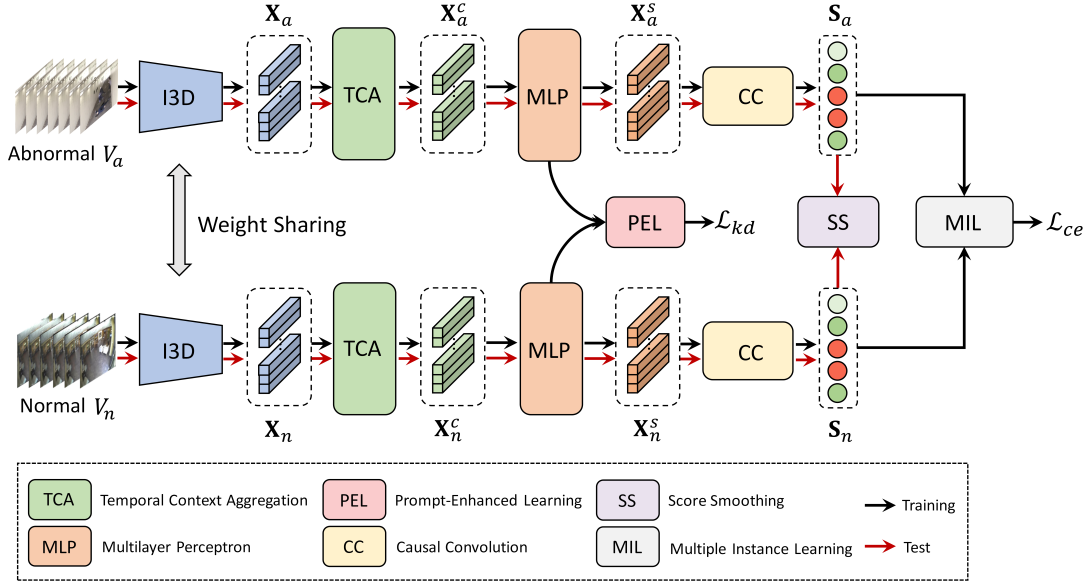 X_a X_a^c X_a^s S_a
I3D TCA MLP CC
Abnormal V_a
Weight Sharing
PEL ℒ_kd SS MIL ℒ_ce
I3D TCA MLP CC
Normal V_n
X_n X_n^c X_n^s S_n
TCA Temporal Context Aggregation PEL Prompt-Enhanced Learning SS Score Smoothing Training
MLP Multilayer Perceptron CC Causal Convolution MIL Multiple Instance Learning Test